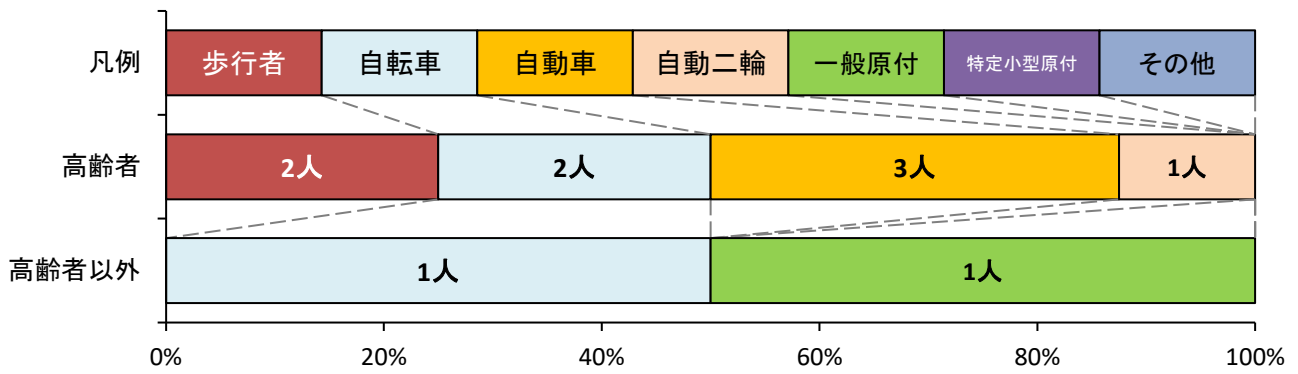 凡例 歩行者 自転車 自動車 自動二輪 一般原付 特定小型原付 その他
高齢者 2人 2人 3人 1人
高齢者以外 1人 1人
0% 20% 40% 60% 80% 100%